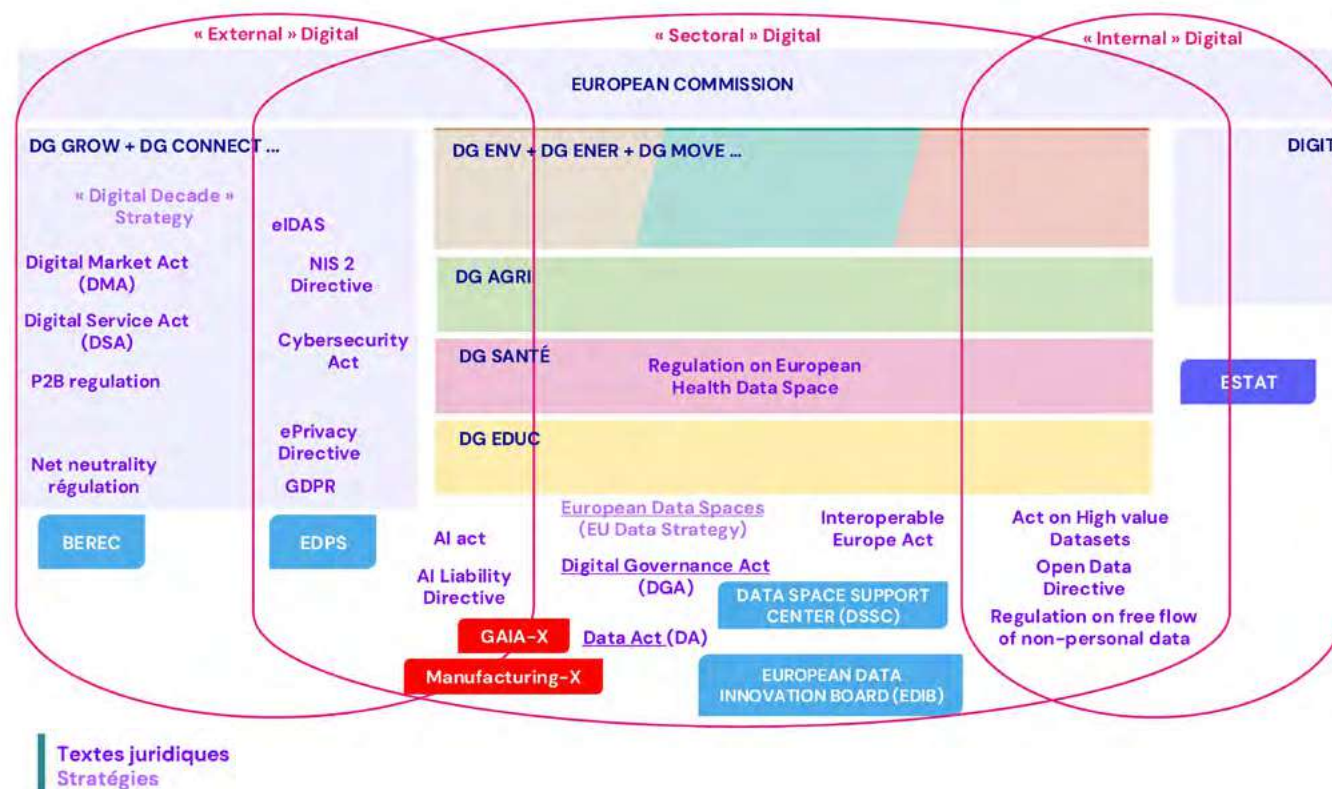 « External » Digital
« Sectoral » Digital
« Internal » Digital
EUROPEAN COMMISSION
DG GROW + DG CONNECT ...
DG ENV + DG ENER + DG MOVE ...
DIGIT
« Digital Decade »
Strategy
eIDAS
Digital Market Act
(DMA)
NIS 2
Directive
DG AGRI
Digital Service Act
(DSA)
Cybersecurity
Act
DG SANTÉ
Regulation on European
Health Data Space
P2B regulation
ESTAT
ePrivacy
Directive
DG EDUC
Net neutrality
régulation
GDPR
BEREC
EDPS
AI act
European Data Spaces
(EU Data Strategy)
Interoperable
Europe Act
Act on High value
Datasets
AI Liability
Directive
Digital Governance Act
(DGA)
Open Data
Directive
DATA SPACE SUPPORT
CENTER (DSSC)
GAIA-X
Data Act (DA)
Regulation on free flow
of non-personal data
Manufacturing-X
EUROPEAN DATA
INNOVATION BOARD (EDIB)
Textes juridiques
Stratégies